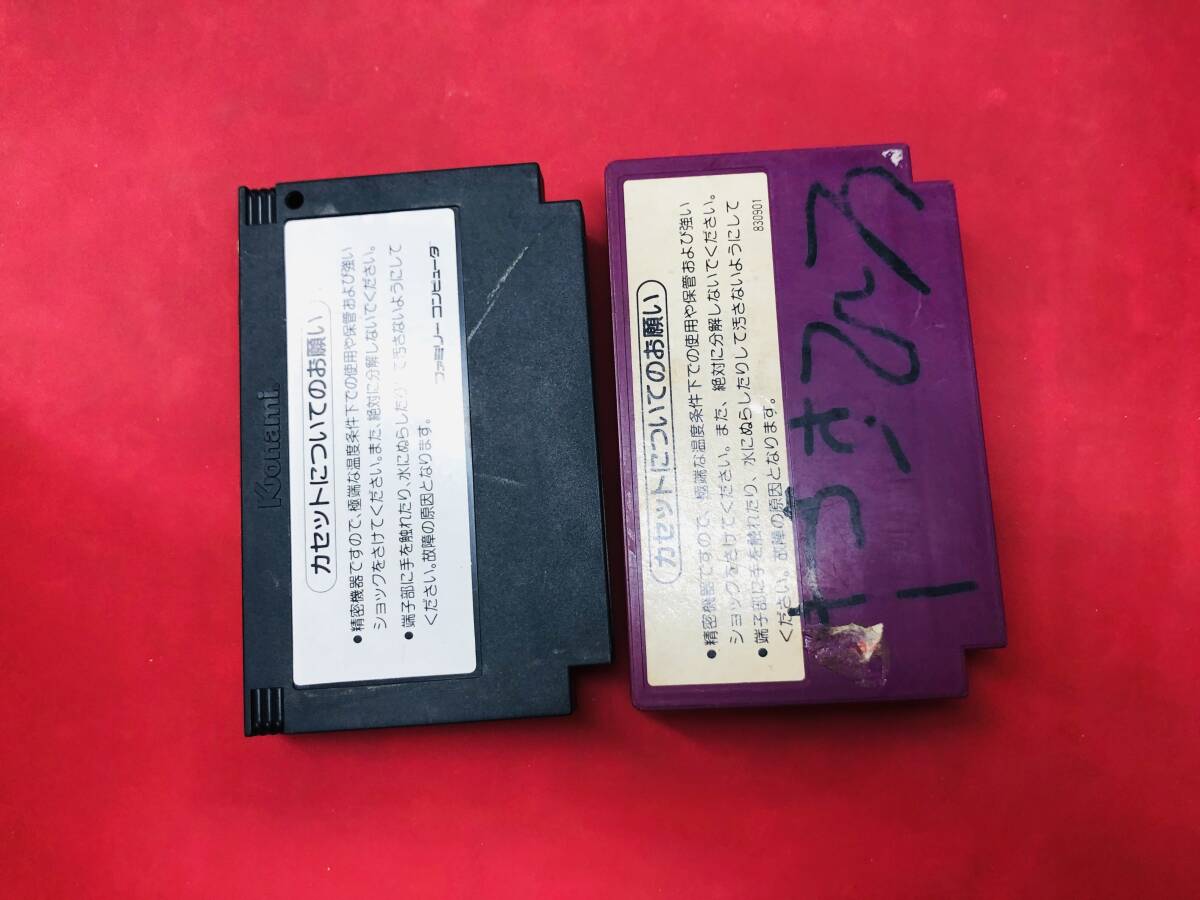 Konami
カセットについてのお願い
●精密機器ですので、極端な温度条件下での使用や保管および強い
ショックをさけてください。また、絶対に分解しないでください。
●端子部に手を触れたり、水にぬらしたり して汚さないようにして
ください。故障の原因となります。
ファミリー コンピュータ
カセットについてのお願い
●精密機器ですので、極端な温度条件下での使用や保管および強い
ショックをさけてください。また、絶対に分解しないでください。
●端子部に手を触れたり、水にぬらしたりして汚さないようにして
ください。故障の原因となります。
830901